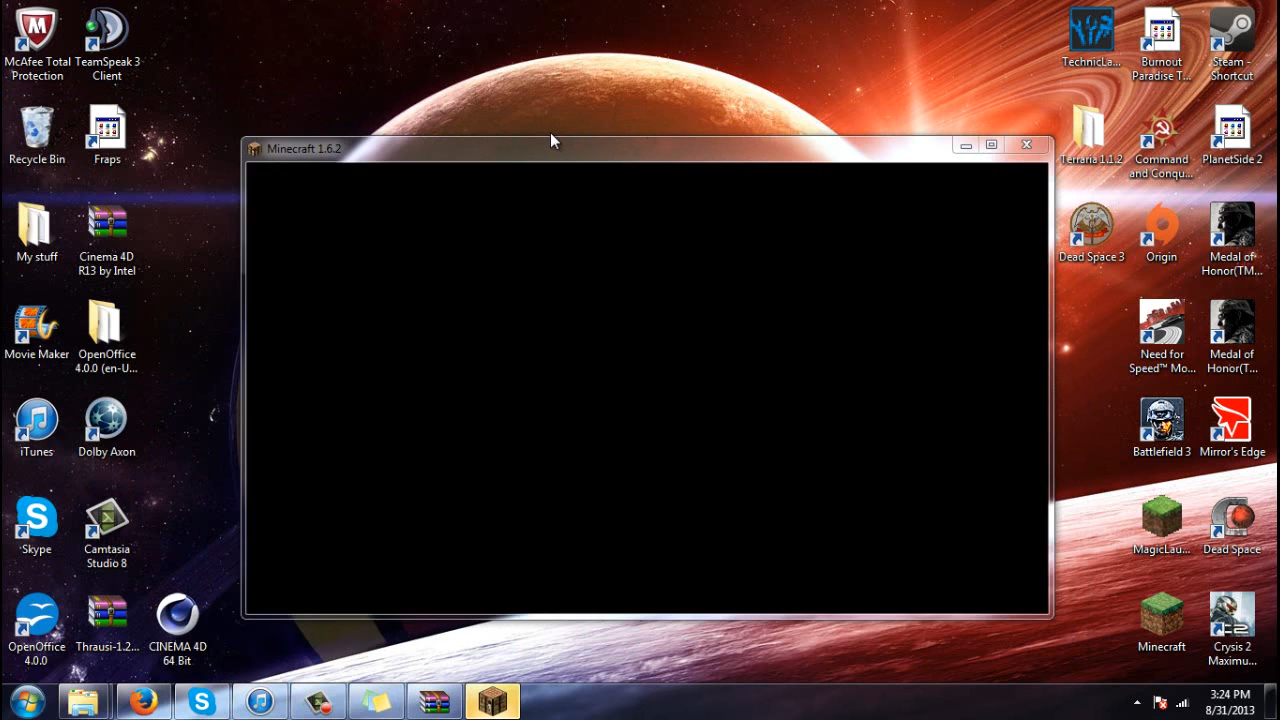 McAfee Total
Protection
TeamSpeak 3
Client
Recycle Bin
Fraps
My stuff
Cinema 4D
R13 by Intel
Movie Maker
OpenOffice
4.0.0 (en-U...
iTunes
Dolby Axon
Skype
Camtasia
Studio 8
OpenOffice
4.0.0
Thrausi-1.2...
CINEMA 4D
64 Bit
Minecraft 1.6.2
TechnicLa...
Burnout
Paradise T...
Steam -
Shortcut
Terraria 1.1.2
Command
and Conqu...
PlanetSide 2
Dead Space 3
Origin
Medal of
Honor(TM...
Need for
Speed™ Mo...
Medal of
Honor(T...
Battlefield 3
Mirror's Edge
MagicLau...
Dead Space
Minecraft
Crysis 2
Maximu...
3:24 PM
8/31/2013